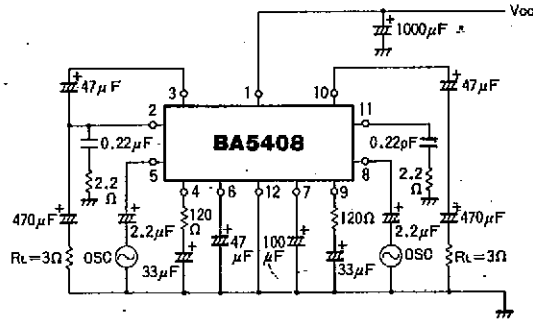 VCC
1000μF
47μF
3
1
10
47μF
2
11
0.22μF
BA5408
0.22pF
5
8
2.2
Ω
4
6
12
7
9
2.2
Ω
470μF
120
Ω
120Ω
470μF
2.2μF
47
μF
100
μF
2.2μF
RL=3Ω
OSC
33μF
33μF
OSC
RL=3Ω